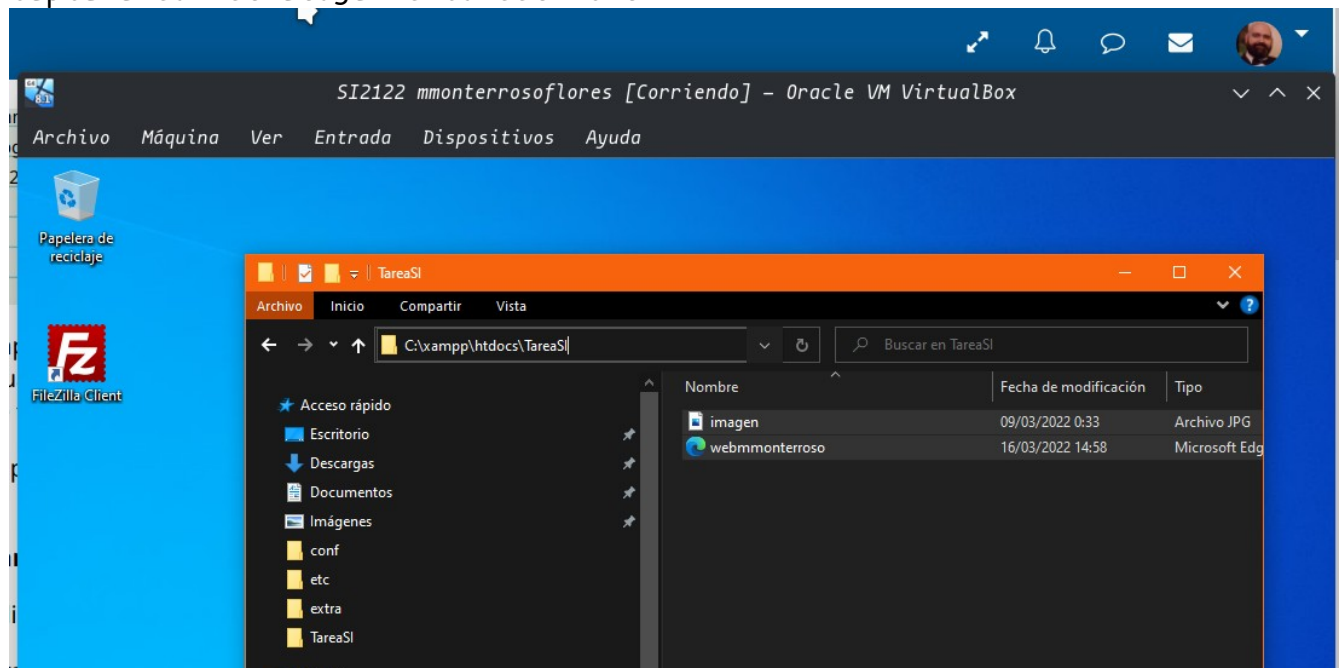 SI2122 mmonterrosoflores [Corriendo] – Oracle VM VirtualBox
Archivo Máquina Ver Entrada Dispositivos Ayuda
Papelera de
reciclaje
FileZilla Client
TareaSI
Archivo Inicio Compartir Vista
C:\xampp\htdocs\TareaSI
Buscar en TareaSI
Nombre Fecha de modificación Tipo
Acceso rápido
imagen 09/03/2022 0:33 Archivo JPG
Escritorio
webmmonterroso 16/03/2022 14:58 Microsoft Edg
Descargas
Documentos
Imágenes
conf
etc
extra
TareaSI